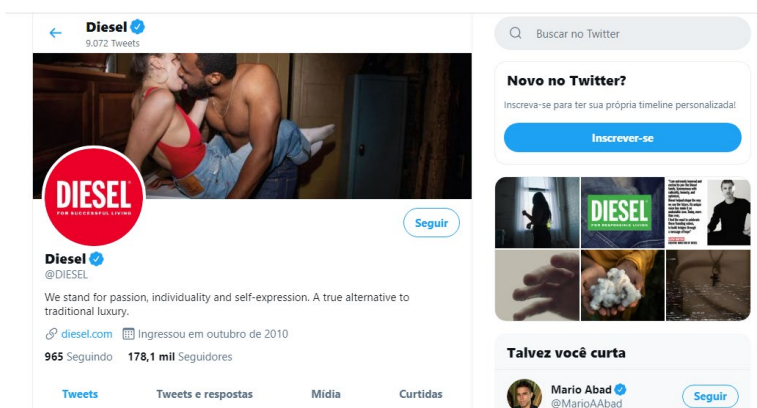 Diesel
9.072 Tweets
DIESEL
FOR SUCCESSFUL LIVING
Seguir
Diesel
@DIESEL
We stand for passion, individuality and self-expression. A true alternative to
traditional luxury.
diesel.com Ingressou em outubro de 2010
965 Seguindo 178,1 mil Seguidores
Tweets Tweets e respostas Mídia Curtidas
Buscar no Twitter
Novo no Twitter?
Inscreva-se para ter sua própria timeline personalizada!
Inscrever-se
DIESEL
FOR RESPONSIBLE LIVING
Talvez você curta
Mario Abad
@MarioAAbad
Seguir